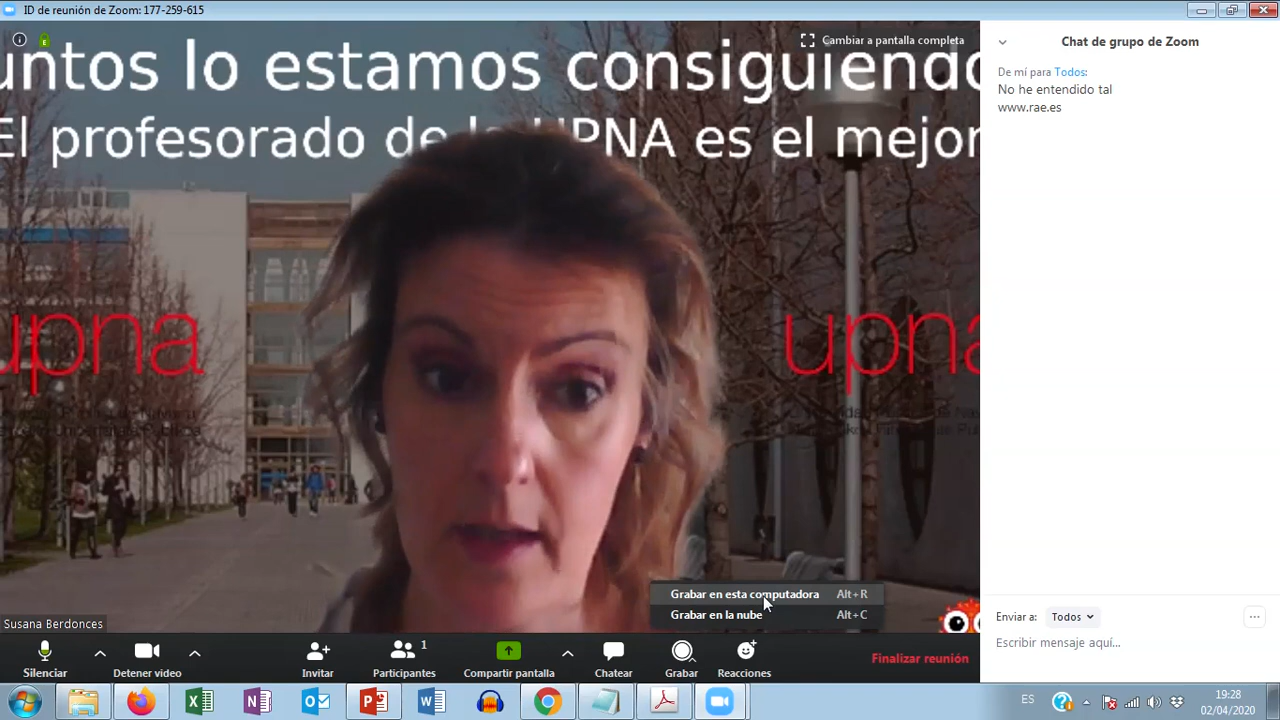 ID de reunión de Zoom: 177-259-615
Cambiar a pantalla completa
untos lo estamos consiguiendo
El profesorado de la UPNA es el mejor
upna
upna
Susana Berdonces
Grabar en esta computadora Alt+R
Grabar en la nube Alt+C
Silenciar
Detener video
Invitar
Participantes 1
Compartir pantalla
Chatear
Grabar
Reacciones
Finalizar reunión
Chat de grupo de Zoom
De mí para Todos:
No he entendido tal
www.rae.es
Enviar a: Todos
Escribir mensaje aquí...
ES
19:28
02/04/2020